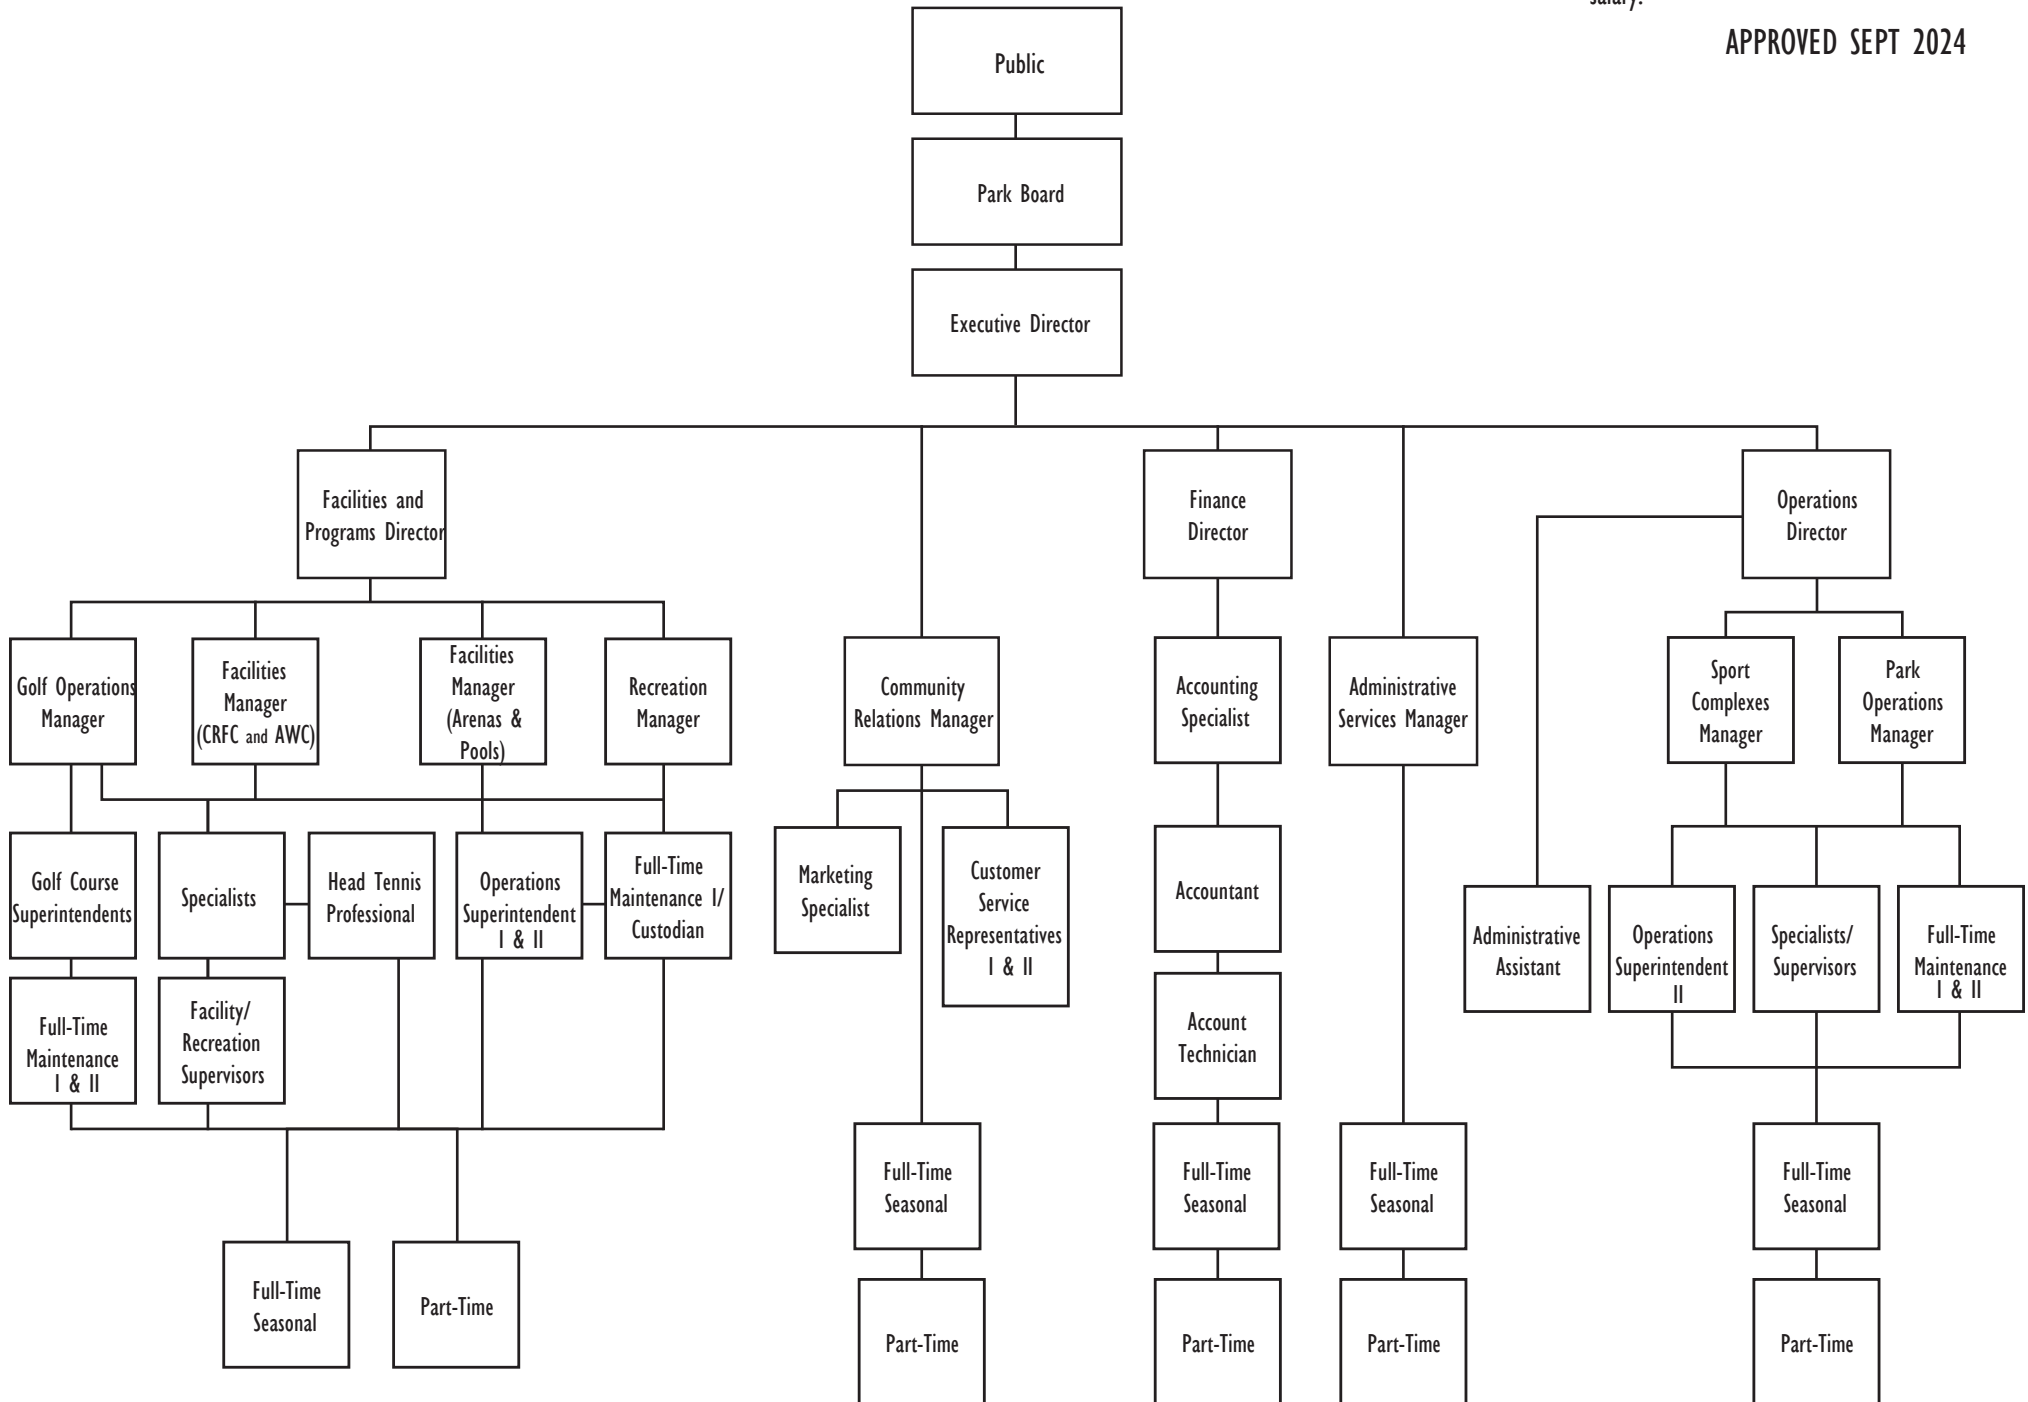 salary.
APPROVED SEPT 2024
Public
Park Board
Executive Director
Facilities and
Programs Director
Finance
Director
Operations
Director
Golf Operations
Manager
Facilities
Manager
(CRFC and AWC)
Facilities
Manager
(Arenas &
Pools)
Recreation
Manager
Community
Relations Manager
Accounting
Specialist
Administrative
Services Manager
Sport
Complexes
Manager
Park
Operations
Manager
Golf Course
Superintendents
Specialists
Head Tennis
Professional
Operations
Superintendent
I & II
Full-Time
Maintenance I/
Custodian
Marketing
Specialist
Customer
Service
Representatives
I & II
Accountant
Administrative
Assistant
Operations
Superintendent
II
Specialists/
Supervisors
Full-Time
Maintenance
I & II
Full-Time
Maintenance
I & II
Facility/
Recreation
Supervisors
Account
Technician
Full-Time
Seasonal
Full-Time
Seasonal
Full-Time
Seasonal
Full-Time
Seasonal
Full-Time
Seasonal
Part-Time
Part-Time
Part-Time
Part-Time
Part-Time